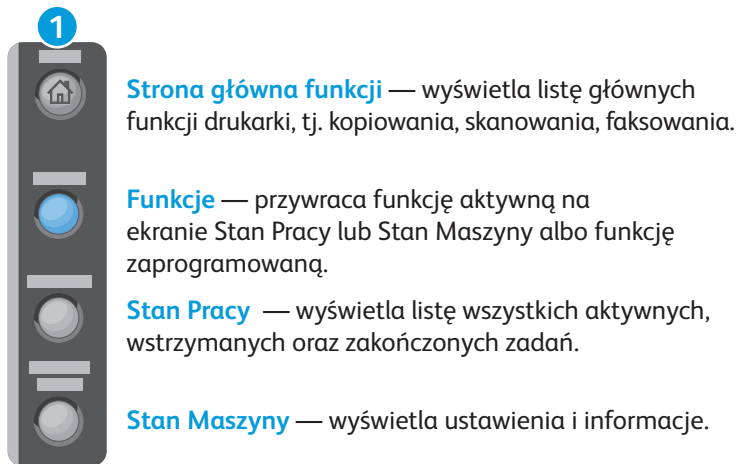 1
Strona główna funkcji — wyświetla listę głównych
funkcji drukarki, tj. kopiowania, skanowania, faksowania.
Funkcje — przywraca funkcję aktywną na
ekranie Stan Pracy lub Stan Maszyny albo funkcję
zaprogramowaną.
Stan Pracy — wyświetla listę wszystkich aktywnych,
wstrzymanych oraz zakończonych zadań.
Stan Maszyny — wyświetla ustawienia i informacje.